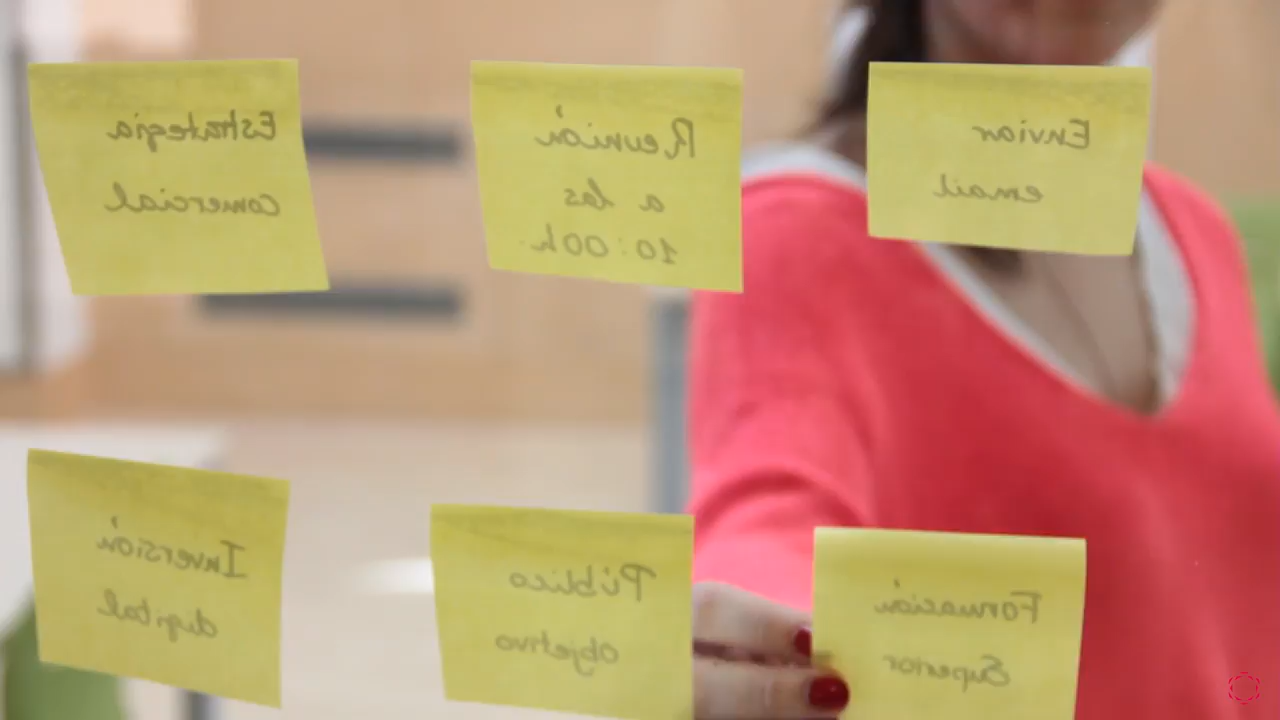 Estrategia
comercial
Reunión
a las
10:00h.
Enviar
email
Inversión
digital
Público
objetivo
Formación
Superior